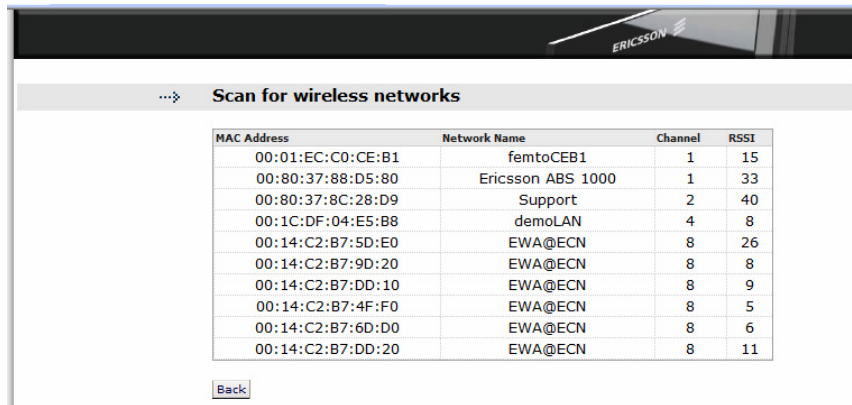 ERICSSON
Scan for wireless networks
MAC Address Network Name Channel RSSI
00:01:EC:C0:CE:B1 femtoCEB1 1 15
00:80:37:88:D5:80 Ericsson ABS 1000 1 33
00:80:37:8C:28:D9 Support 2 40
00:1C:DF:04:E5:B8 demoLAN 4 8
00:14:C2:B7:5D:E0 EWA@ECN 8 26
00:14:C2:B7:9D:20 EWA@ECN 8 8
00:14:C2:B7:DD:10 EWA@ECN 8 9
00:14:C2:B7:4F:F0 EWA@ECN 8 5
00:14:C2:B7:6D:D0 EWA@ECN 8 6
00:14:C2:B7:DD:20 EWA@ECN 8 11
Back